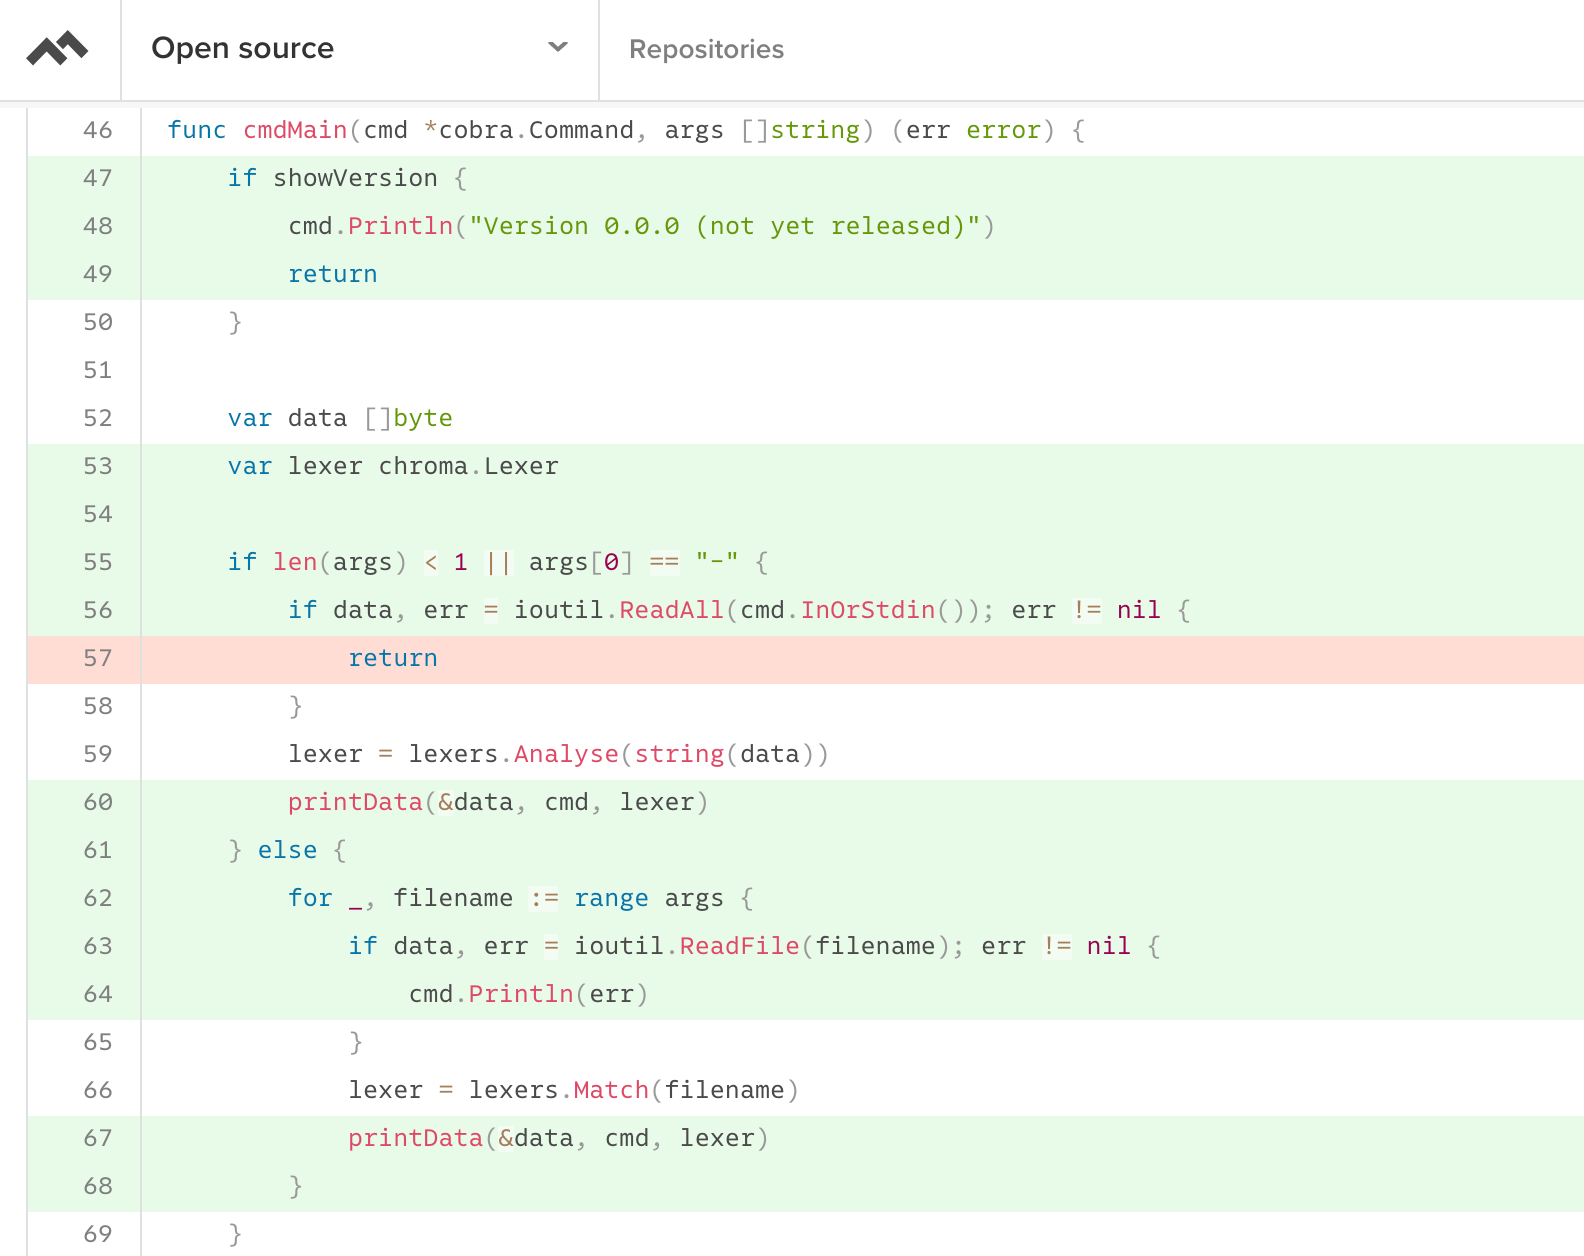 Open source
Repositories
46 func cmdMain(cmd *cobra.Command, args []string) (err error) {
47     if showVersion {
48         cmd.Println("Version 0.0.0 (not yet released)")
49         return
50     }
51
52     var data []byte
53     var lexer chroma.Lexer
54
55     if len(args) < 1 || args[0] == "-" {
56         if data, err = ioutil.ReadAll(cmd.InOrStdin()); err != nil {
57             return
58         }
59         lexer = lexers.Analyse(string(data))
60         printData(&data, cmd, lexer)
61     } else {
62         for _, filename := range args {
63             if data, err = ioutil.ReadFile(filename); err != nil {
64                 cmd.Println(err)
65             }
66             lexer = lexers.Match(filename)
67             printData(&data, cmd, lexer)
68         }
69     }